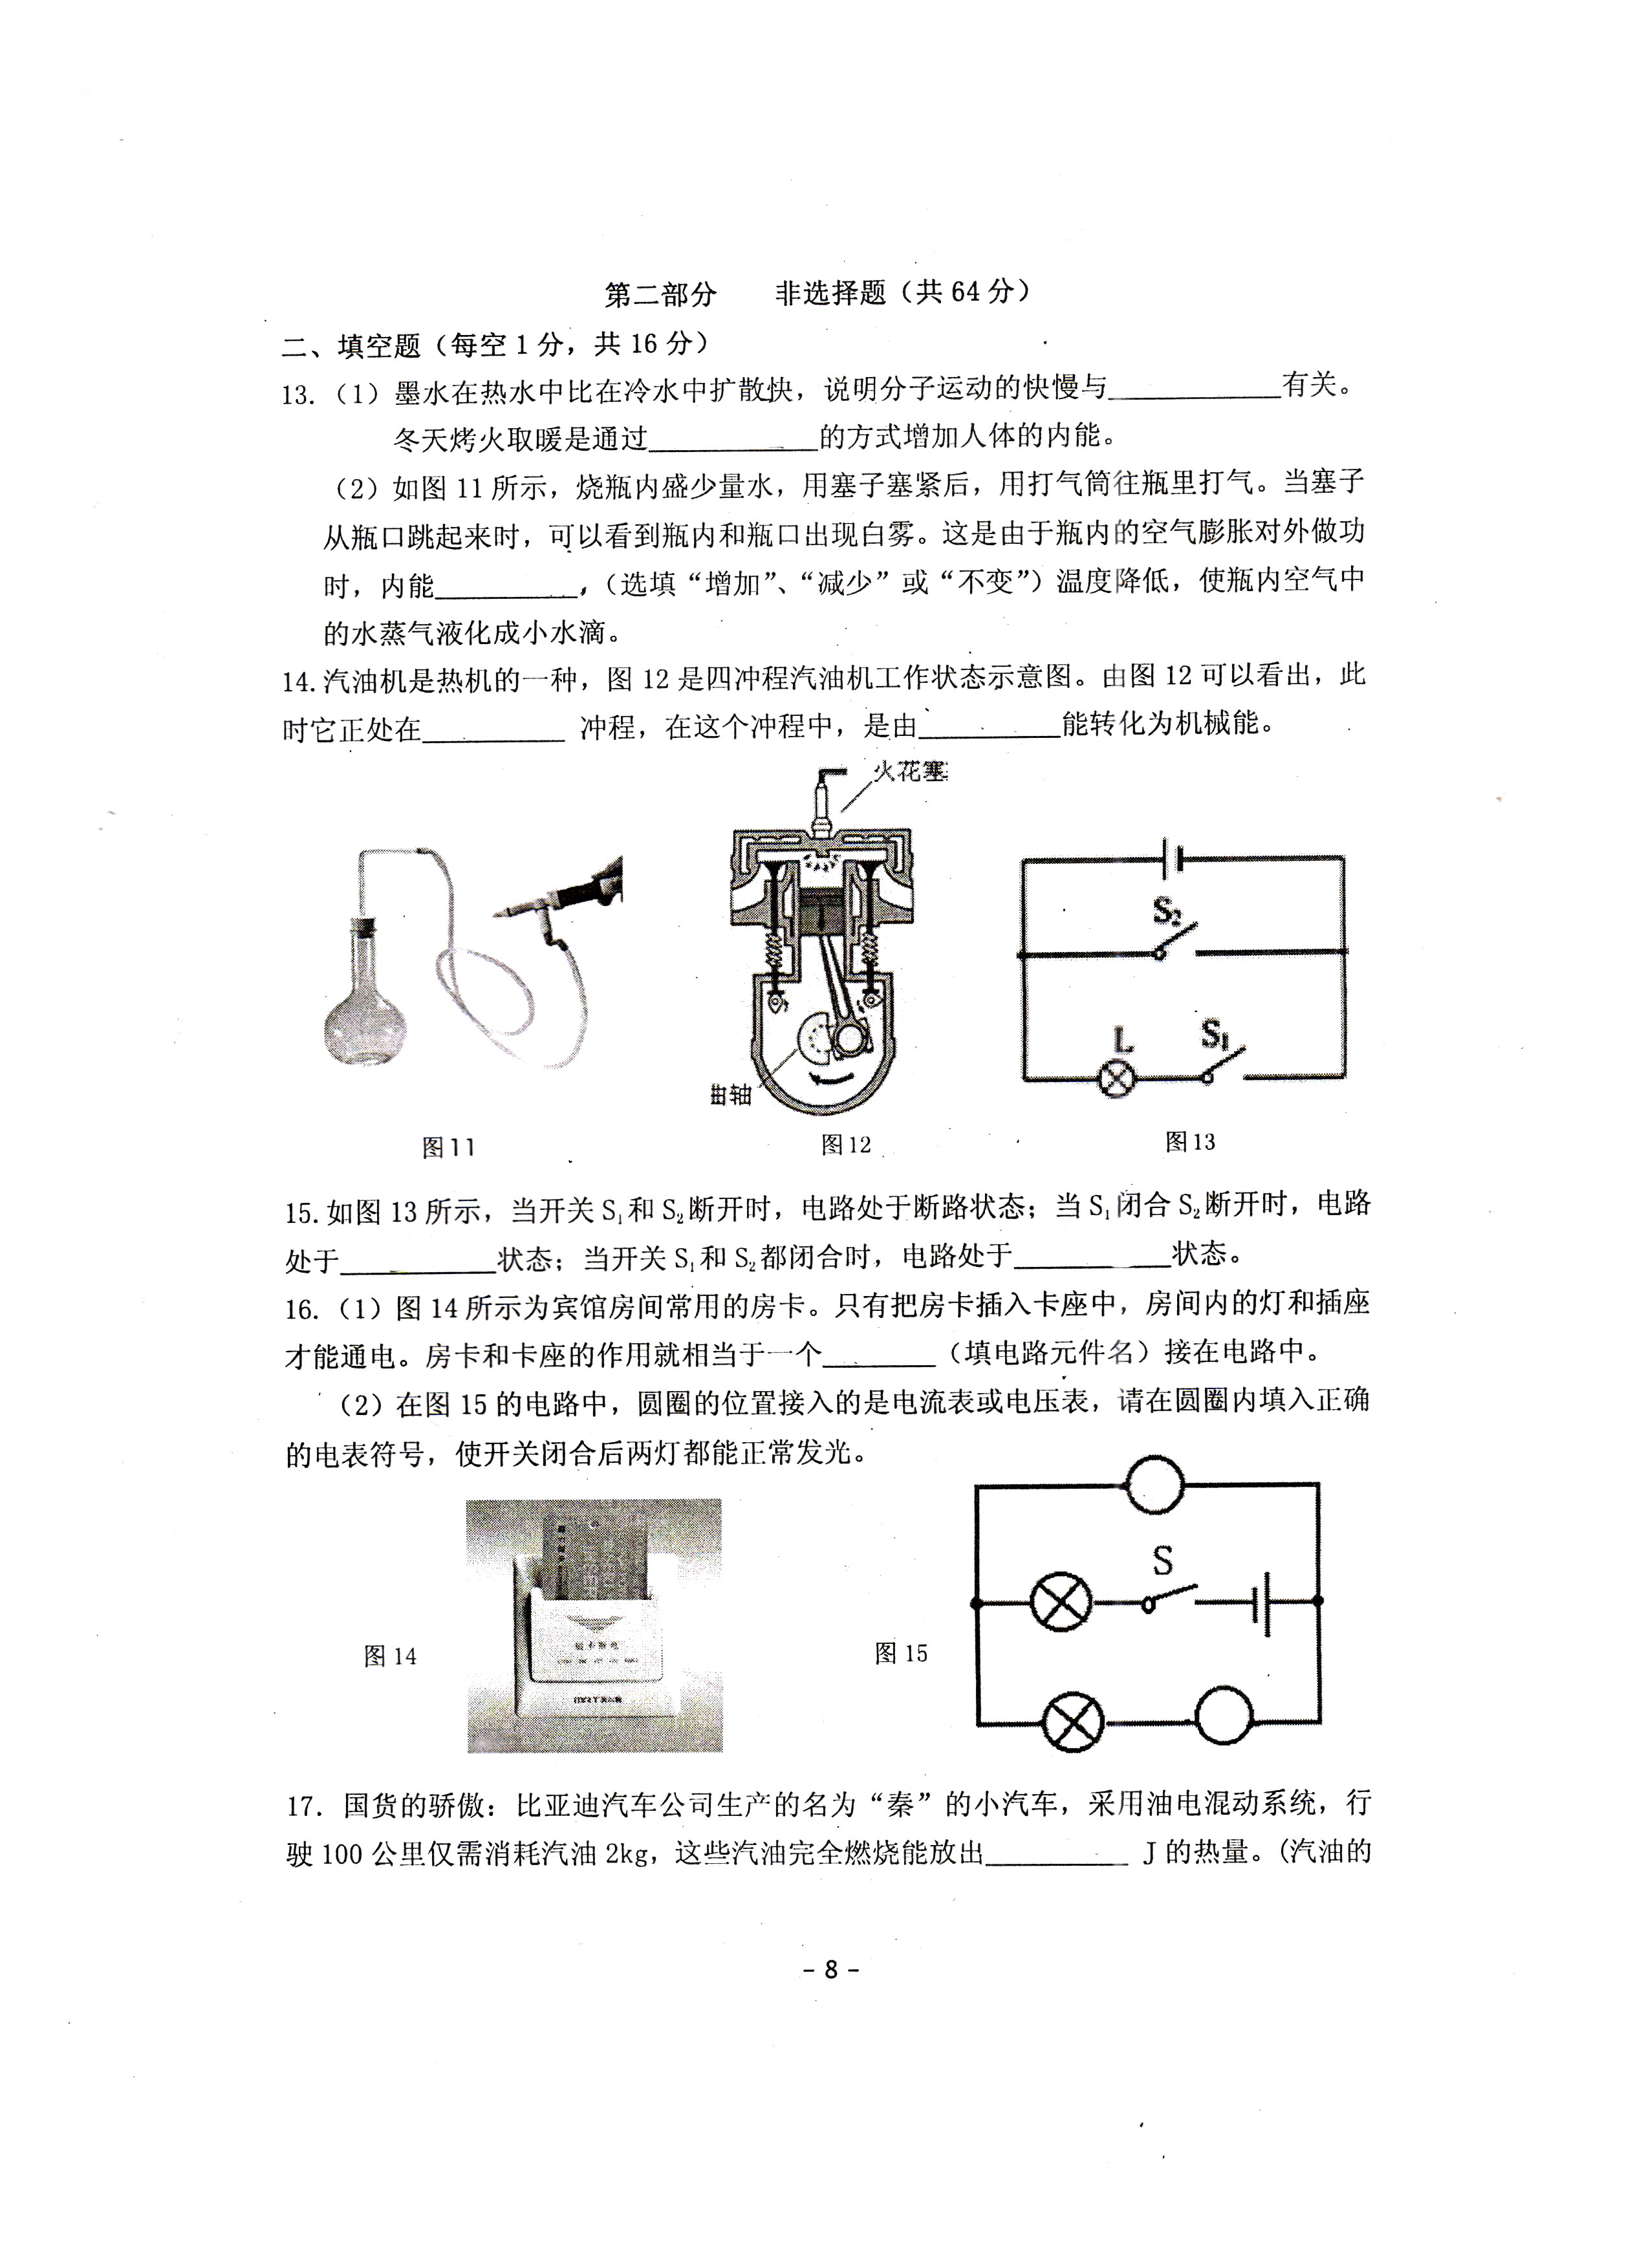 第二部分 非选择题（共 64 分）
二、填空题（每空 1 分，共 16 分）
13.（1）墨水在热水中比在冷水中扩散快，说明分子运动的快慢与____________有关。
冬天烤火取暖是通过____________的方式增加人体的内能。
（2）如图 11 所示，烧瓶内盛少量水，用塞子塞紧后，用打气筒往瓶里打气。当塞子
从瓶口跳起来时，可以看到瓶内和瓶口出现白雾。这是由于瓶内的空气膨胀对外做功
时，内能__________，（选填“增加”、“减少”或“不变”）温度降低，使瓶内空气中
的水蒸气液化成小水滴。
14.汽油机是热机的一种，图 12 是四冲程汽油机工作状态示意图。由图 12 可以看出，此
时它正处在__________ 冲程，在这个冲程中，是由__________能转化为机械能。
火花塞
S₂
L
S₁
曲轴
图11
图12
图13
15.如图 13 所示，当开关 S₁和 S₂断开时，电路处于断路状态；当 S₁闭合 S₂断开时，电路
处于___________状态；当开关 S₁和 S₂都闭合时，电路处于___________状态。
16.（1）图 14 所示为宾馆房间常用的房卡。只有把房卡插入卡座中，房间内的灯和插座
才能通电。房卡和卡座的作用就相当于一个________（填电路元件名）接在电路中。
（2）在图 15 的电路中，圆圈的位置接入的是电流表或电压表，请在圆圈内填入正确
的电表符号，使开关闭合后两灯都能正常发光。
S
图 14
图 15
17. 国货的骄傲：比亚迪汽车公司生产的名为“秦”的小汽车，采用油电混动系统，行
驶 100 公里仅需消耗汽油 2kg，这些汽油完全燃烧能放出__________ J 的热量。(汽油的
- 8 -